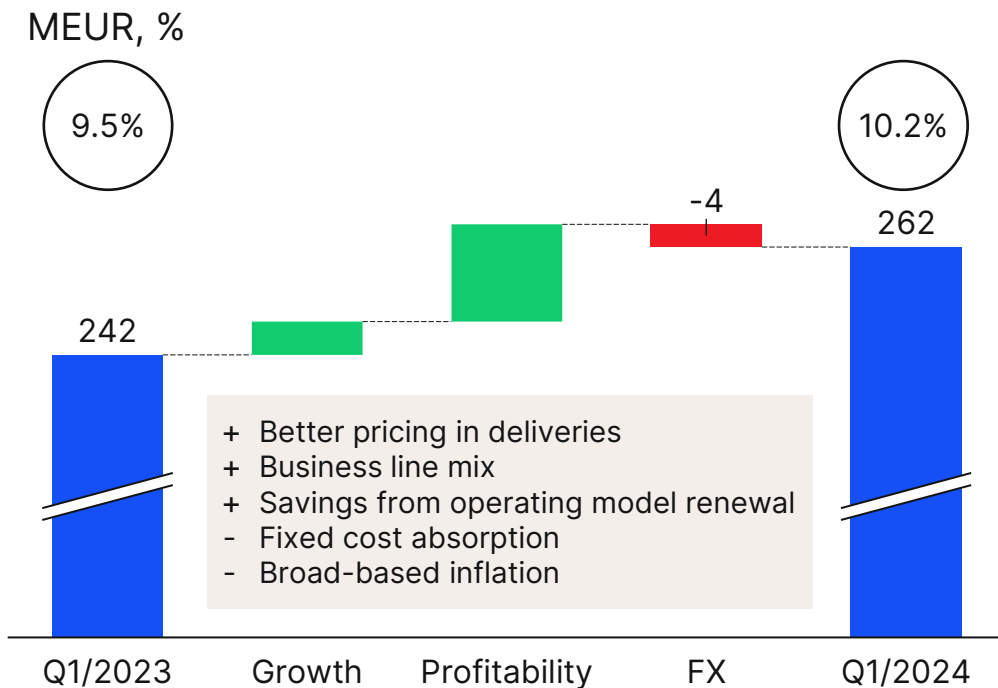 MEUR, %
9.5%
10.2%
-4
262
242
+ Better pricing in deliveries
+ Business line mix
+ Savings from operating model renewal
- Fixed cost absorption
- Broad-based inflation
Q1/2023 Growth Profitability FX Q1/2024